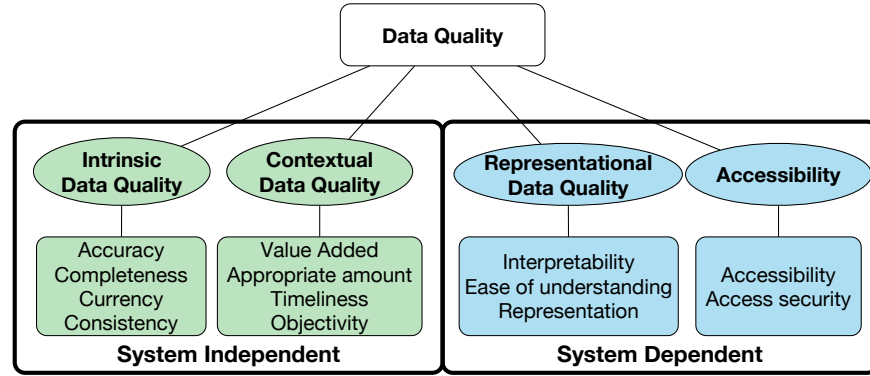 Data Quality
Intrinsic
Data Quality
Contextual
Data Quality
Representational
Data Quality
Accessibility
Accuracy
Completeness
Currency
Consistency
Value Added
Appropriate amount
Timeliness
Objectivity
Interpretability
Ease of understanding
Representation
Accessibility
Access security
System Independent
System Dependent